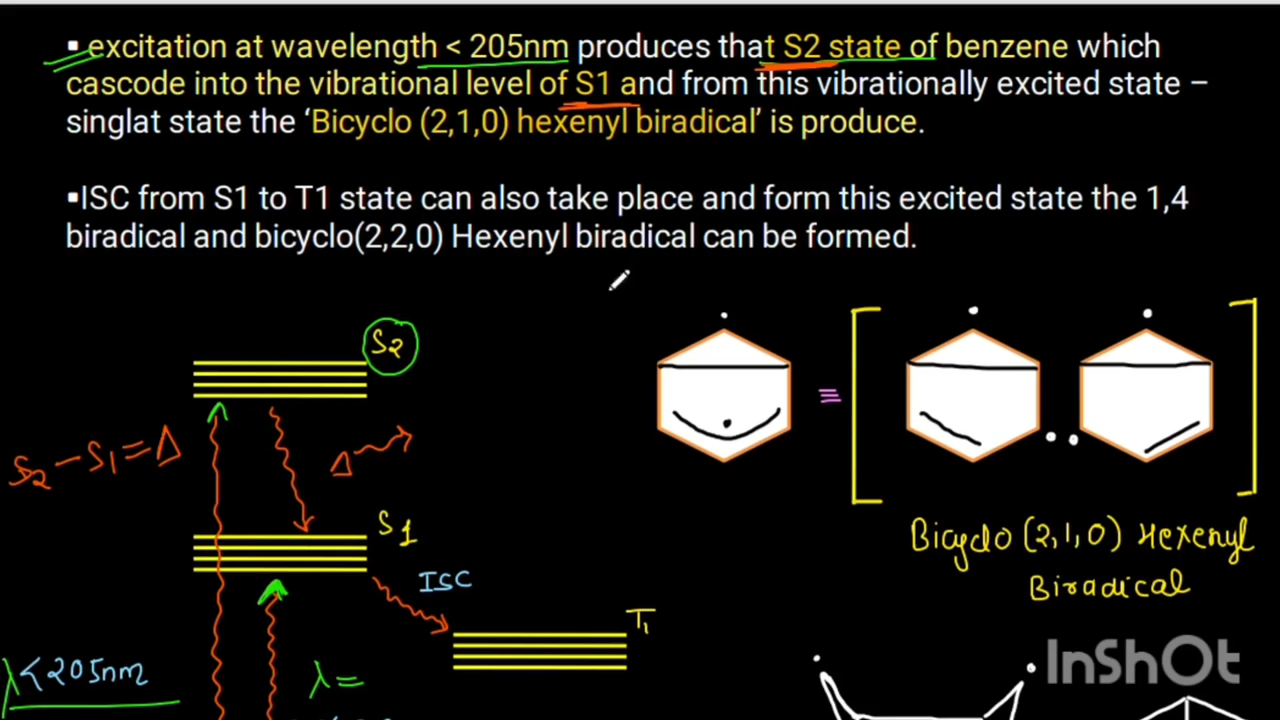 ▪ excitation at wavelength < 205nm produces that S2 state of benzene which
cascode into the vibrational level of S1 and from this vibrationally excited state –
singlat state the ‘Bicyclo (2,1,0) hexenyl biradical’ is produce.
▪ISC from S1 to T1 state can also take place and form this excited state the 1,4
biradical and bicyclo(2,2,0) Hexenyl biradical can be formed.
S2
S2 – S1 = Δ
Δ
≡
S1
ISC
T1
Bicyclo (2,1,0) Hexenyl
Biradical
λ < 205nm
λ =
InShOt